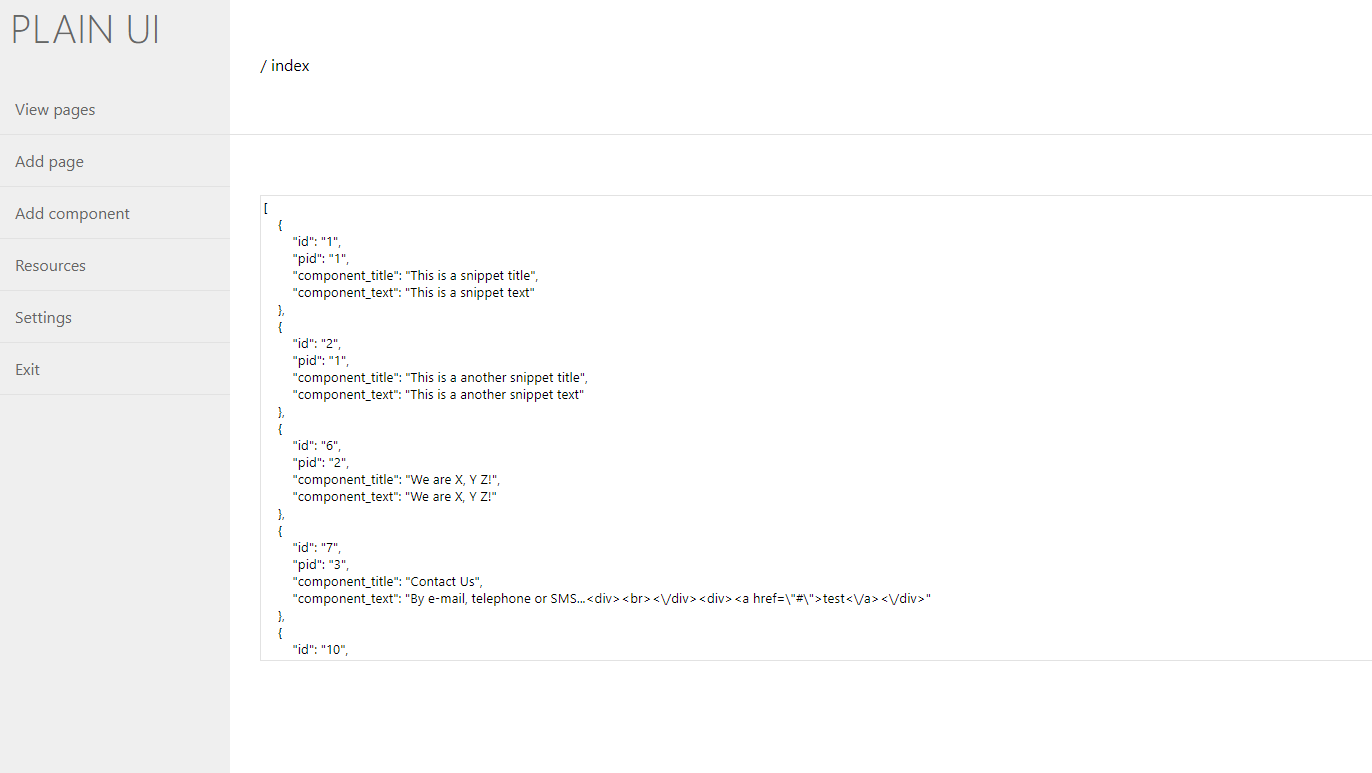 PLAIN UI
/ index
View pages
Add page
Add component
Resources
Settings
Exit
[
{
"id": "1",
"pid": "1",
"component_title": "This is a snippet title",
"component_text": "This is a snippet text"
},
{
"id": "2",
"pid": "1",
"component_title": "This is a another snippet title",
"component_text": "This is a another snippet text"
},
{
"id": "6",
"pid": "2",
"component_title": "We are X, Y Z!",
"component_text": "We are X, Y Z!"
},
{
"id": "7",
"pid": "3",
"component_title": "Contact Us",
"component_text": "By e-mail, telephone or SMS...<div><br><\/div><div><a href=\"#\">test<\/a><\/div>"
},
{
"id": "10",